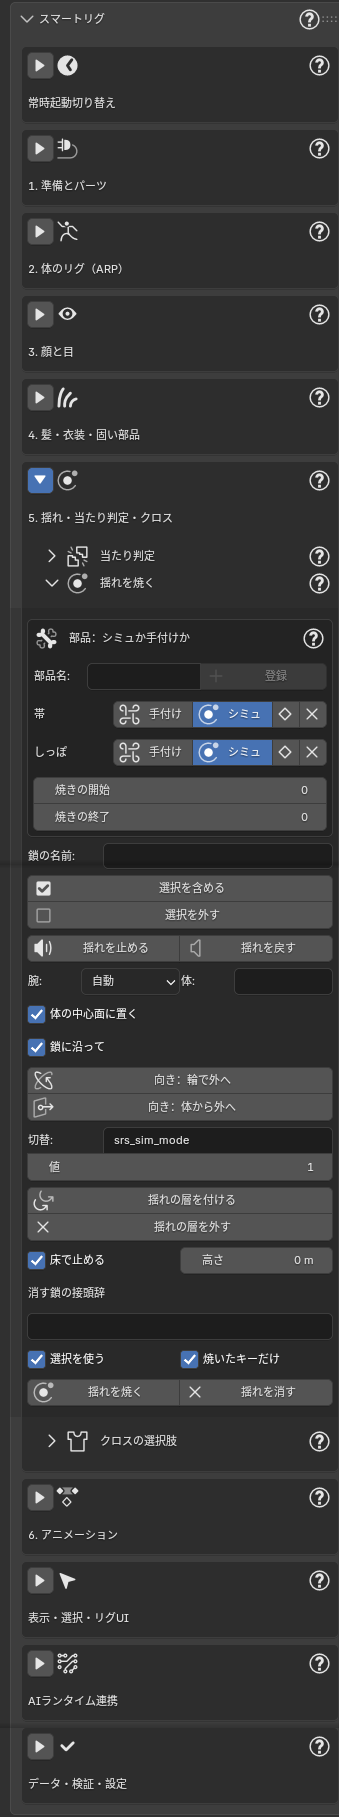 スマートリグ
常時起動切り替え
1. 準備とパーツ
2. 体のリグ（ARP）
3. 顔と目
4. 髪・衣装・固い部品
5. 揺れ・当たり判定・クロス
当たり判定
揺れを焼く
部品: シミュか手付けか
部品名: 登録
帯 手付け シミュ
しっぽ 手付け シミュ
焼きの開始 0
焼きの終了 0
鎖の名前:
選択を含める
選択を外す
揺れを止める 揺れを戻す
腕: 自動 体:
体の中心面に置く
鎖に沿って
向き: 輪で外へ
向き: 体から外へ
切替: srs_sim_mode
値 1
揺れの層を付ける
揺れの層を外す
床で止める 高さ 0 m
消す鎖の接頭辞
選択を使う 焼いたキーだけ
揺れを焼く 揺れを消す
クロスの選択肢
6. アニメーション
表示・選択・リグUI
AIランタイム連携
データ・検証・設定